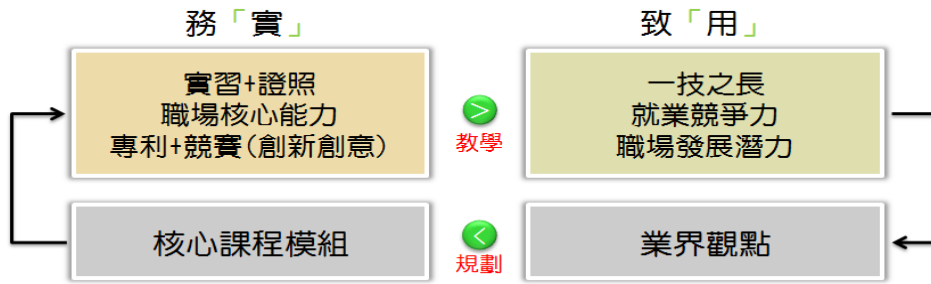 務「實」
致「用」
實習+證照
職場核心能力
專利+競賽(創新創意)
>
教學
一技之長
就業競爭力
職場發展潛力
核心課程模組
<
規劃
業界觀點